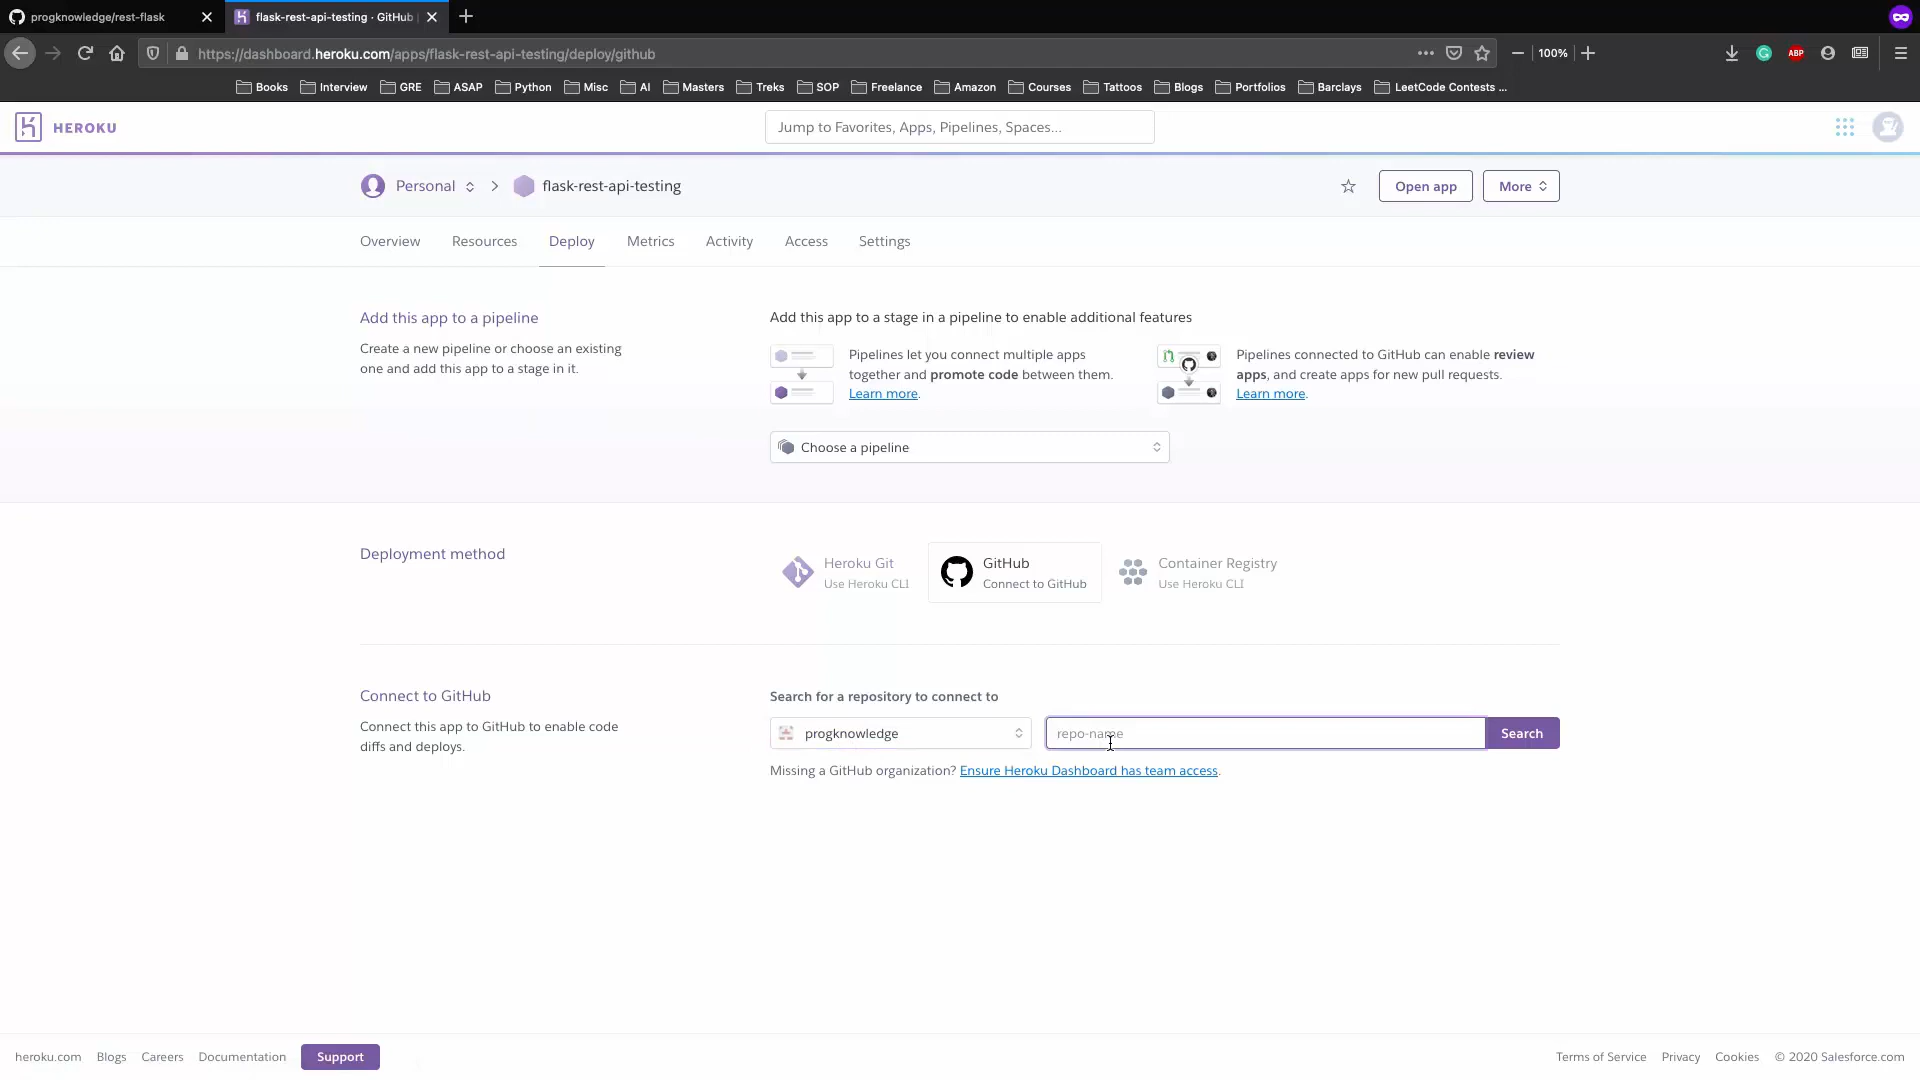 progknowledge/rest-flask
flask-rest-api-testing · GitHub
https://dashboard.heroku.com/apps/flask-rest-api-testing/deploy/github
100%
ABP
Books Interview GRE ASAP Python Misc AI Masters Treks SOP Freelance Amazon Courses Tattoos Blogs Portfolios Barclays LeetCode Contests ...
HEROKU
Jump to Favorites, Apps, Pipelines, Spaces...
Personal > flask-rest-api-testing
Open app
More
Overview Resources Deploy Metrics Activity Access Settings
Add this app to a pipeline
Create a new pipeline or choose an existing
one and add this app to a stage in it.
Add this app to a stage in a pipeline to enable additional features
Pipelines let you connect multiple apps
together and promote code between them.
Learn more.
Pipelines connected to GitHub can enable review
apps, and create apps for new pull requests.
Learn more.
Choose a pipeline
Deployment method
Heroku Git
Use Heroku CLI
GitHub
Connect to GitHub
Container Registry
Use Heroku CLI
Connect to GitHub
Connect this app to GitHub to enable code
diffs and deploys.
Search for a repository to connect to
progknowledge
repo-name
Search
Missing a GitHub organization? Ensure Heroku Dashboard has team access.
heroku.com Blogs Careers Documentation Support
Terms of Service Privacy Cookies © 2020 Salesforce.com